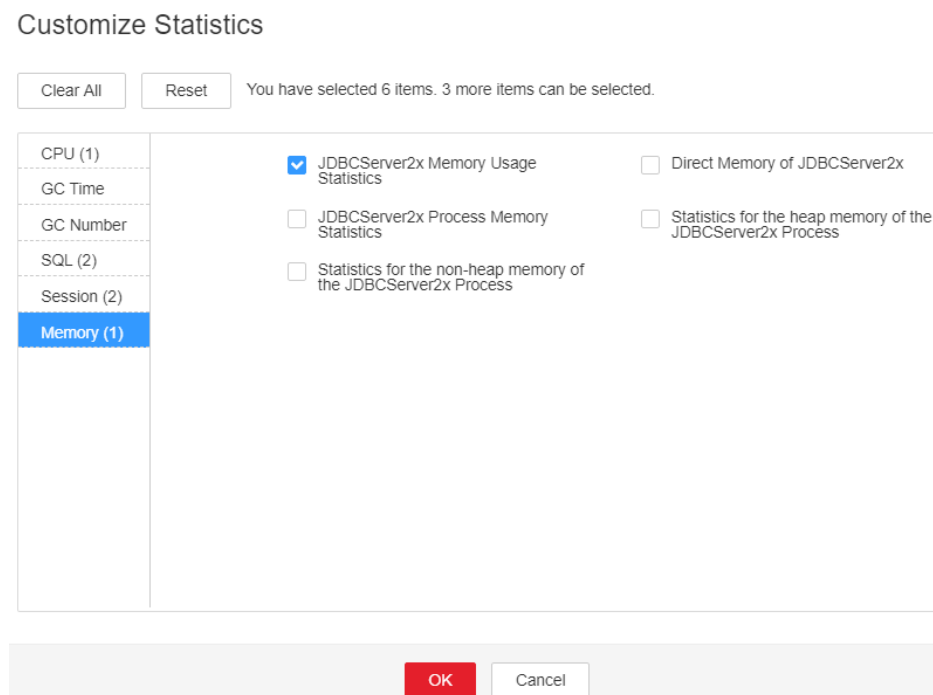 Customize Statistics
Clear All
Reset
You have selected 6 items. 3 more items can be selected.
CPU (1)
GC Time
GC Number
SQL (2)
Session (2)
Memory (1)
JDBCServer2x Memory Usage
Statistics
Direct Memory of JDBCServer2x
JDBCServer2x Process Memory
Statistics
Statistics for the heap memory of the
JDBCServer2x Process
Statistics for the non-heap memory of
the JDBCServer2x Process
OK
Cancel